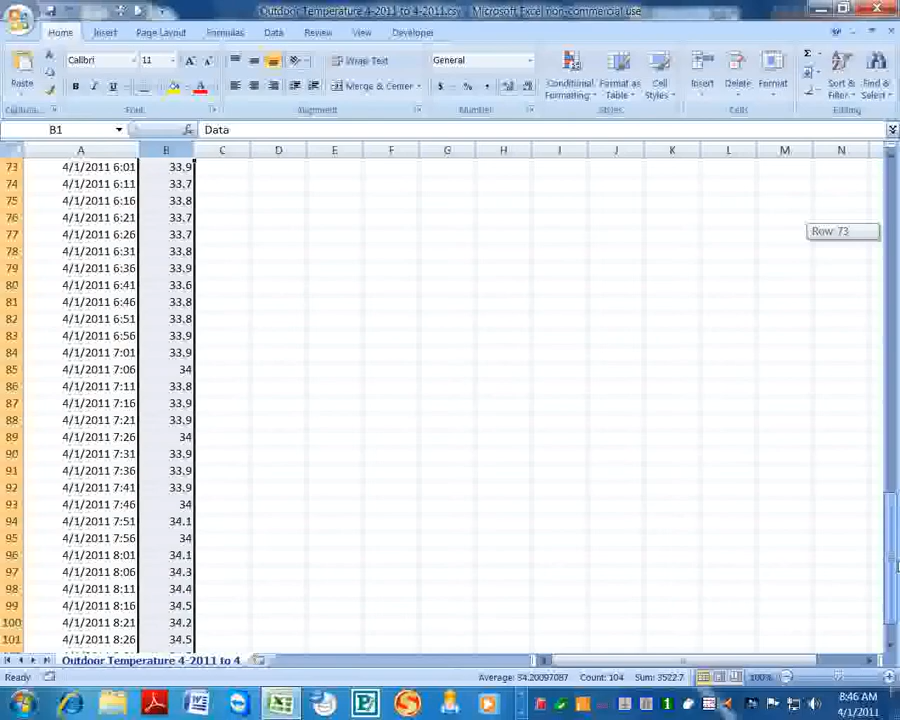 Outdoor Temperature 4-2011 to 4-2011.csv - Microsoft Excel non-commercial use
Home Insert Page Layout Formulas Data Review View Developer
Calibri 11 Wrap Text General
Paste Merge & Center $ % , Conditional Formatting Format as Table Cell Styles Insert Delete Format Sort & Filter Find & Select
Font Alignment Number Styles Cells Editing
B1 fx Data
A B C D E F G H I J K L M N
73 4/1/2011 6:01 33.9
74 4/1/2011 6:11 33.7
75 4/1/2011 6:16 33.8
76 4/1/2011 6:21 33.7
77 4/1/2011 6:26 33.7
Row: 73
78 4/1/2011 6:31 33.8
79 4/1/2011 6:36 33.9
80 4/1/2011 6:41 33.6
81 4/1/2011 6:46 33.8
82 4/1/2011 6:51 33.8
83 4/1/2011 6:56 33.9
84 4/1/2011 7:01 33.9
85 4/1/2011 7:06 34
86 4/1/2011 7:11 33.8
87 4/1/2011 7:16 33.9
88 4/1/2011 7:21 33.9
89 4/1/2011 7:26 34
90 4/1/2011 7:31 33.9
91 4/1/2011 7:36 33.9
92 4/1/2011 7:41 33.9
93 4/1/2011 7:46 34
94 4/1/2011 7:51 34.1
95 4/1/2011 7:56 34
96 4/1/2011 8:01 34.1
97 4/1/2011 8:06 34.3
98 4/1/2011 8:11 34.4
99 4/1/2011 8:16 34.5
100 4/1/2011 8:21 34.2
101 4/1/2011 8:26 34.5
Outdoor Temperature 4-2011 to 4
Ready Average: 34.20097087 Count: 104 Sum: 3522.7 100%
8:46 AM
4/1/2011